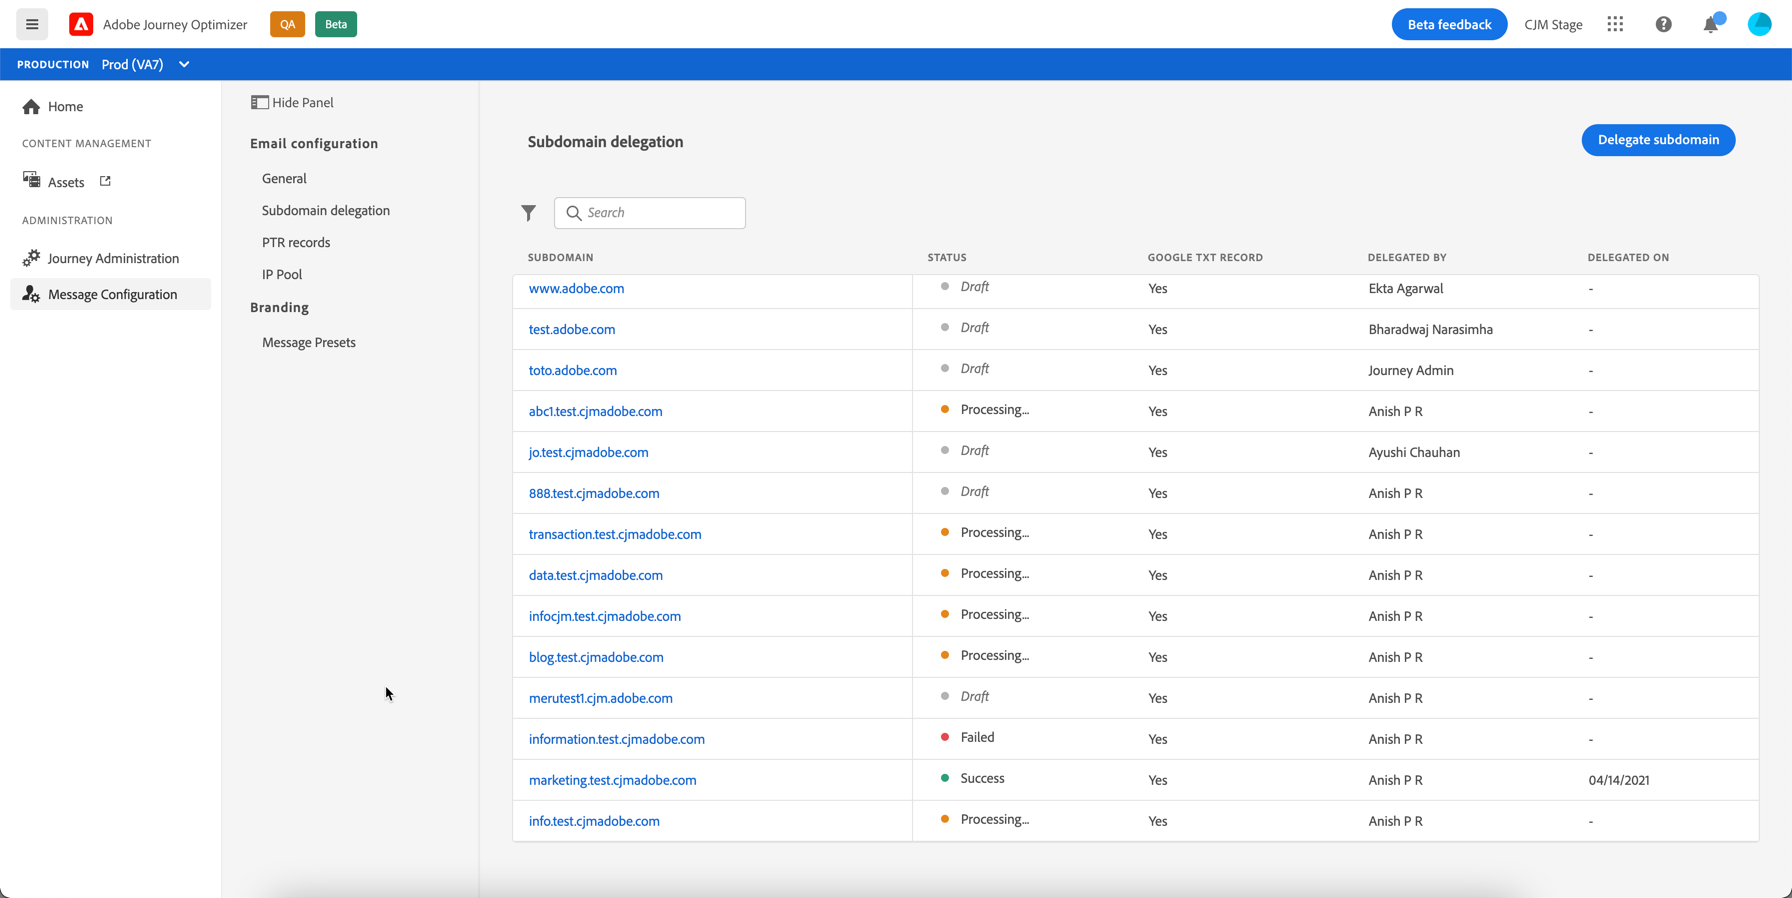 Adobe Journey Optimizer QA Beta Beta feedback CJM Stage
PRODUCTION Prod (VA7)
Home
CONTENT MANAGEMENT
Assets
ADMINISTRATION
Journey Administration
Message Configuration
Hide Panel
Email configuration
General
Subdomain delegation
PTR records
IP Pool
Branding
Message Presets
Subdomain delegation Delegate subdomain
Search
SUBDOMAIN STATUS GOOGLE TXT RECORD DELEGATED BY DELEGATED ON
www.adobe.com Draft Yes Ekta Agarwal -
test.adobe.com Draft Yes Bharadwaj Narasimha -
toto.adobe.com Draft Yes Journey Admin -
abc1.test.cjmadobe.com Processing... Yes Anish P R -
jo.test.cjmadobe.com Draft Yes Ayushi Chauhan -
888.test.cjmadobe.com Draft Yes Anish P R -
transaction.test.cjmadobe.com Processing... Yes Anish P R -
data.test.cjmadobe.com Processing... Yes Anish P R -
infocjm.test.cjmadobe.com Processing... Yes Anish P R -
blog.test.cjmadobe.com Processing... Yes Anish P R -
merutest1.cjm.adobe.com Draft Yes Anish P R -
information.test.cjmadobe.com Failed Yes Anish P R -
marketing.test.cjmadobe.com Success Yes Anish P R 04/14/2021
info.test.cjmadobe.com Processing... Yes Anish P R -